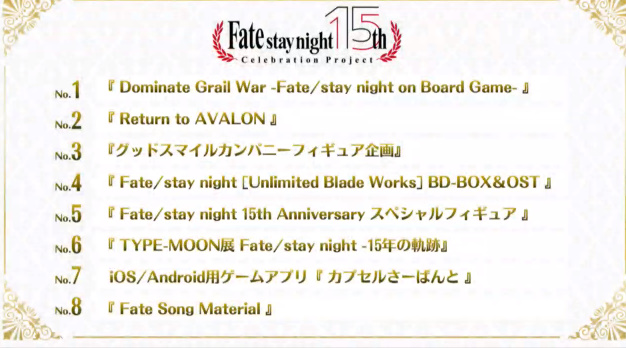 Fate stay night 15th
Celebration Project
No.1 『 Dominate Grail War -Fate/stay night on Board Game- 』
No.2 『 Return to AVALON 』
No.3 『グッドスマイルカンパニーフィギュア企画』
No.4 『 Fate/stay night [Unlimited Blade Works] BD-BOX&OST 』
No.5 『 Fate/stay night 15th Anniversary スペシャルフィギュア 』
No.6 『 TYPE-MOON展 Fate/stay night -15年の軌跡』
No.7 iOS/Android用ゲームアプリ『 カプセルさーばんと 』
No.8 『 Fate Song Material 』